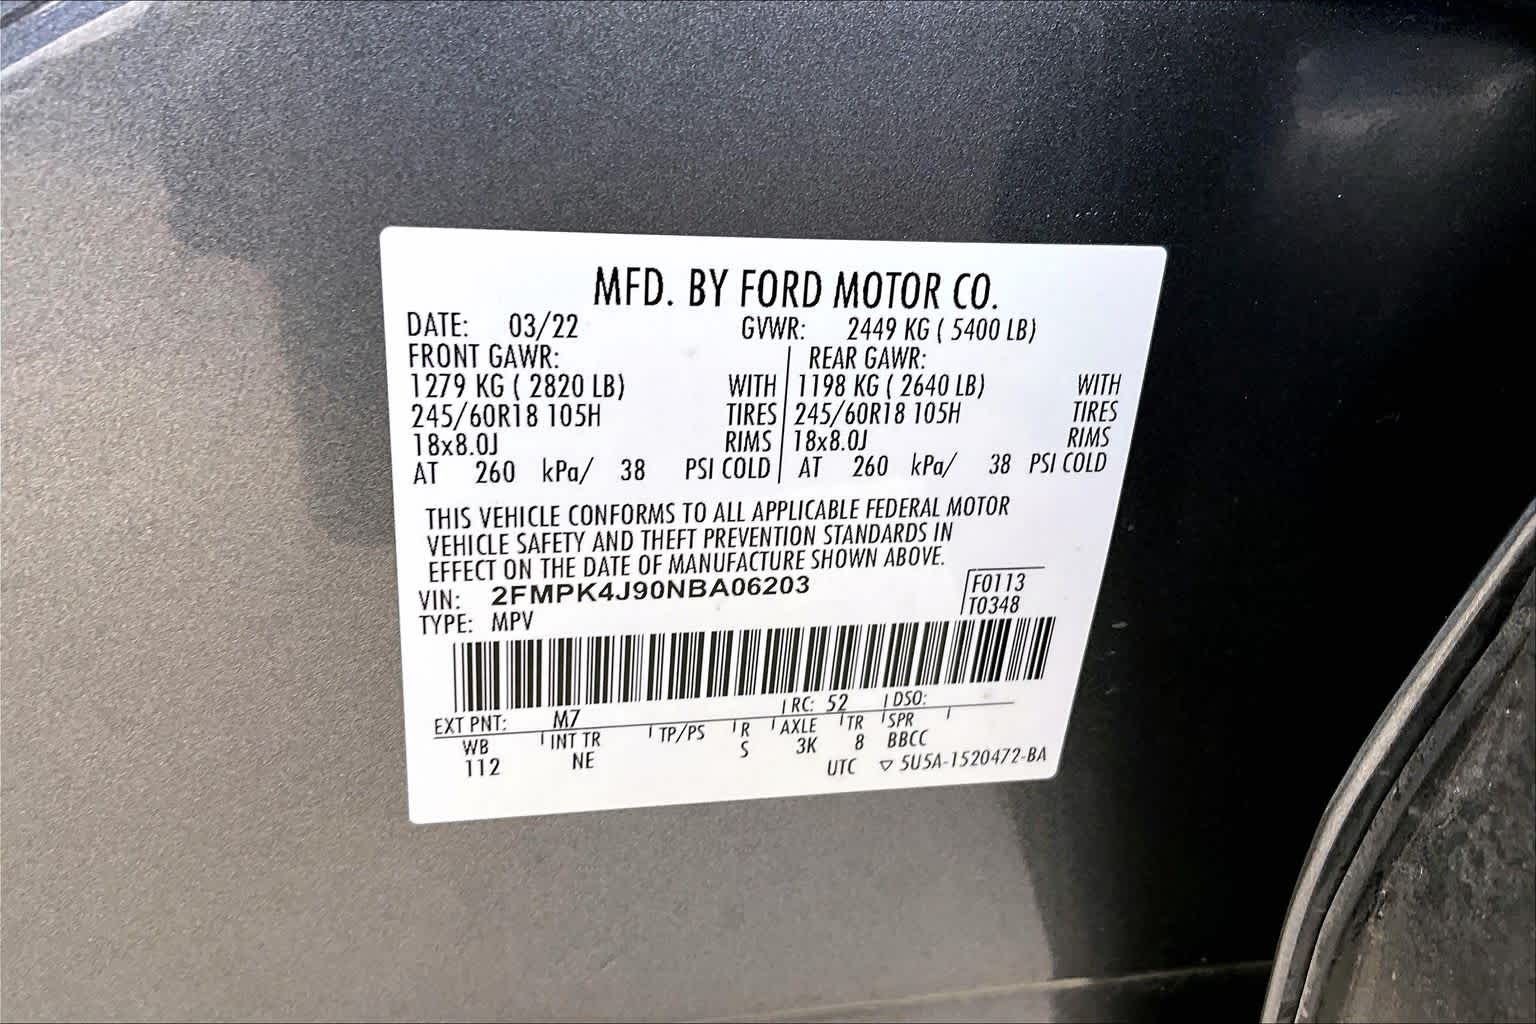 MFD. BY FORD MOTOR CO.
DATE: 03/22 GVWR: 2449 KG ( 5400 LB)
FRONT GAWR: REAR GAWR:
1279 KG ( 2820 LB) WITH 1198 KG ( 2640 LB) WITH
245/60R18 105H TIRES 245/60R18 105H TIRES
18x8.0J RIMS 18x8.0J RIMS
AT 260 kPa/ 38 PSI COLD AT 260 kPa/ 38 PSI COLD
THIS VEHICLE CONFORMS TO ALL APPLICABLE FEDERAL MOTOR
VEHICLE SAFETY AND THEFT PREVENTION STANDARDS IN
EFFECT ON THE DATE OF MANUFACTURE SHOWN ABOVE.
VIN: 2FMPK4J90NBA06203 F0113
TYPE: MPV T0348
EXT PNT: M7 RC: 52 DSO:
WB INT TR TP/PS R AXLE TR SPR
112 NE S 3K 8 BBCC
UTC ▽ 5U5A-1520472-BA